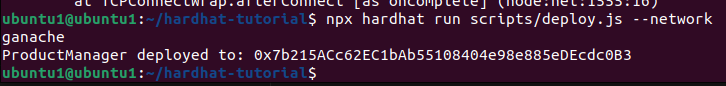 at TCPConnectWrap.afterConnect [as oncomplete] (node:net:1555:16)
ubuntu1@ubuntu1:~/hardhat-tutorial$ npx hardhat run scripts/deploy.js --network
ganache
ProductManager deployed to: 0x7b215ACc62EC1bAb55108404e98e885eDEcdc0B3
ubuntu1@ubuntu1:~/hardhat-tutorial$